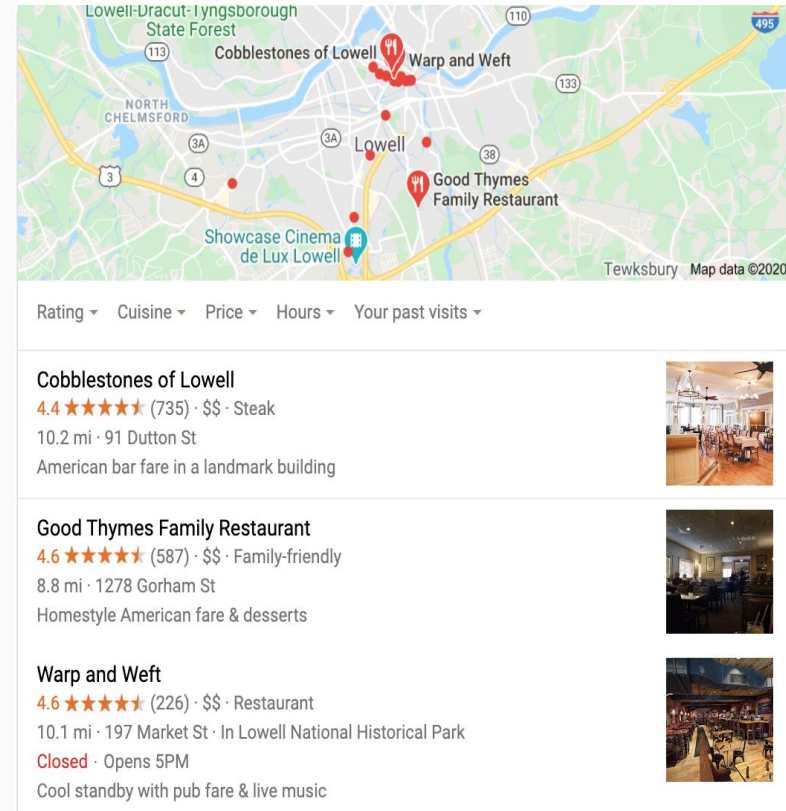 Lowell-Dracut-Tyngsborough
State Forest
110
495
113
Cobblestones of Lowell
Warp and Weft
133
NORTH
CHELMSFORD
3A
3A
Lowell
38
3
4
Good Thymes
Family Restaurant
Showcase Cinema
de Lux Lowell
Tewksbury Map data ©2020
Rating Cuisine Price Hours Your past visits
Cobblestones of Lowell
4.4 (735) · $$ · Steak
10.2 mi · 91 Dutton St
American bar fare in a landmark building
Good Thymes Family Restaurant
4.6 (587) · $$ · Family-friendly
8.8 mi · 1278 Gorham St
Homestyle American fare & desserts
Warp and Weft
4.6 (226) · $$ · Restaurant
10.1 mi · 197 Market St · In Lowell National Historical Park
Closed · Opens 5PM
Cool standby with pub fare & live music